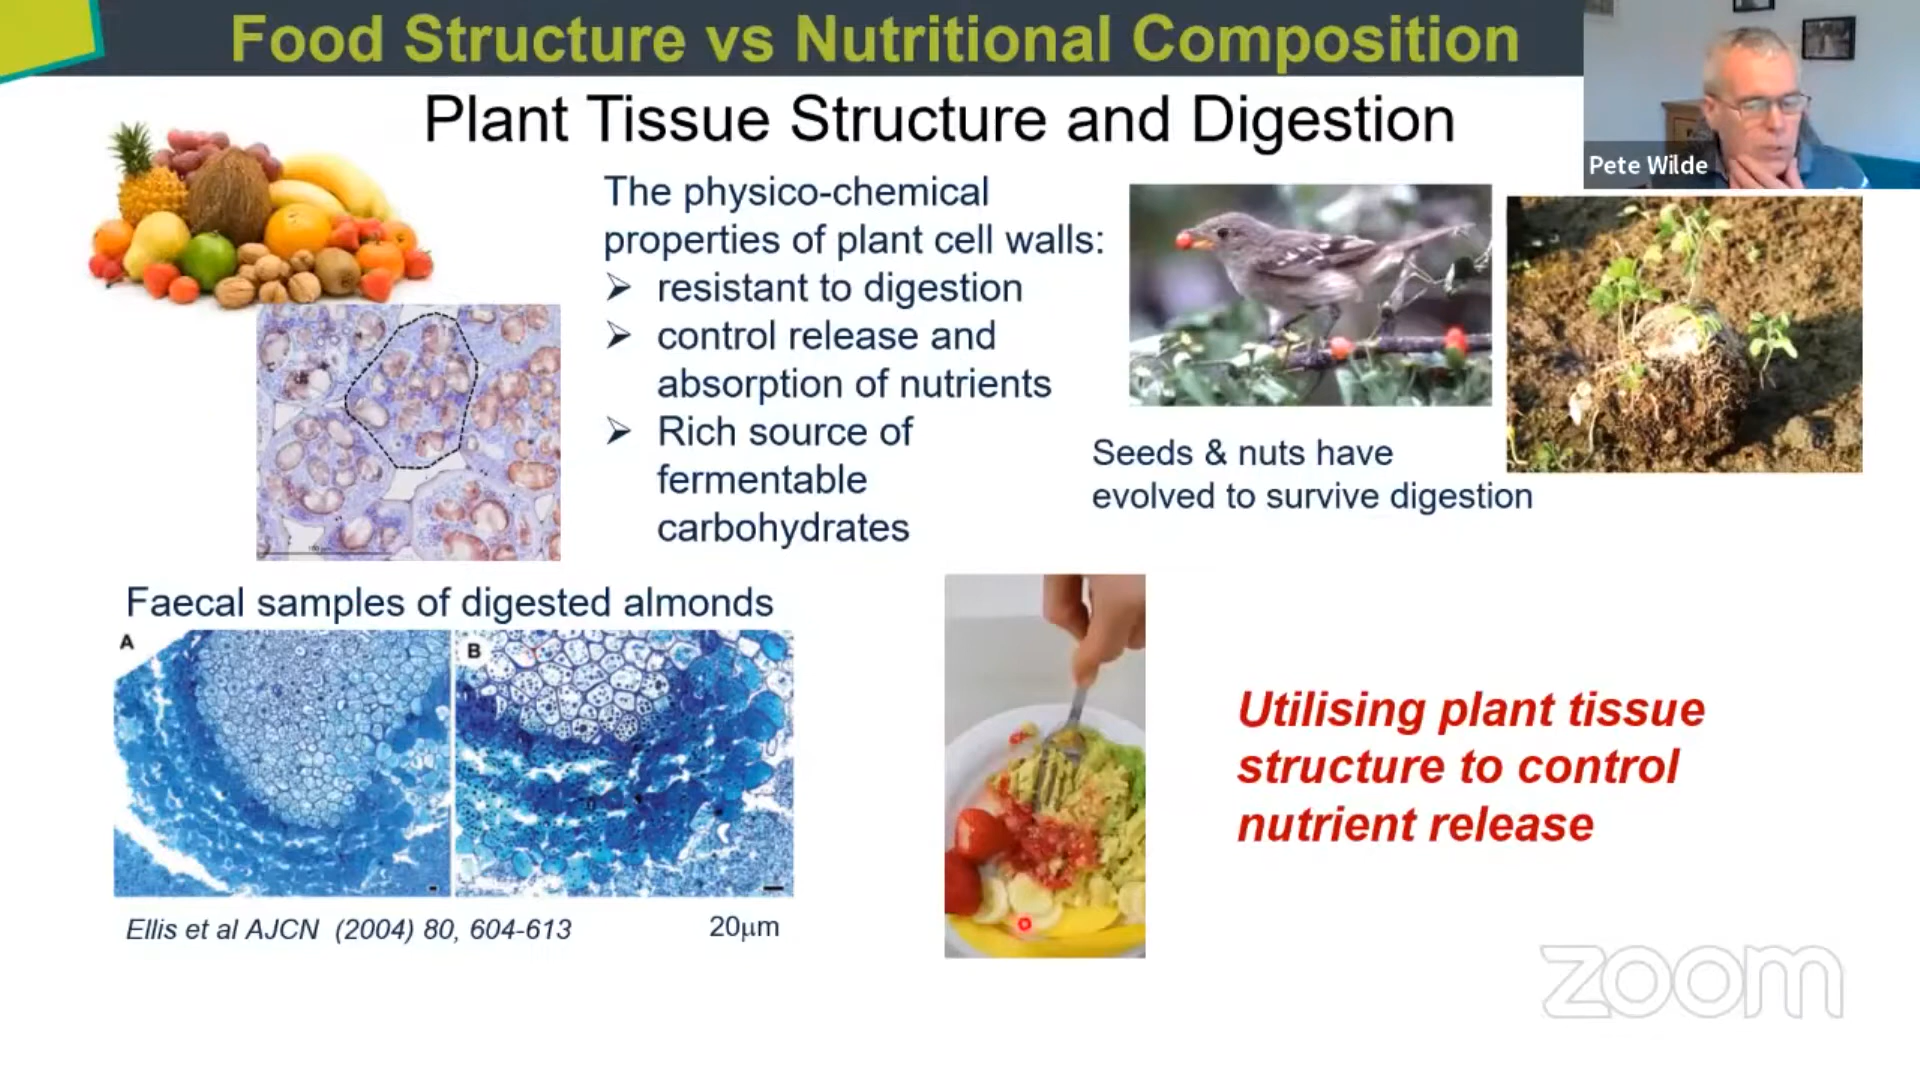 Food Structure vs Nutritional Composition
Plant Tissue Structure and Digestion
Pete Wilde
The physico-chemical
properties of plant cell walls:
➢ resistant to digestion
➢ control release and
absorption of nutrients
➢ Rich source of
fermentable
carbohydrates
Seeds & nuts have
evolved to survive digestion
Faecal samples of digested almonds
A
B
Ellis et al AJCN (2004) 80, 604-613
20μm
Utilising plant tissue
structure to control
nutrient release
zoom